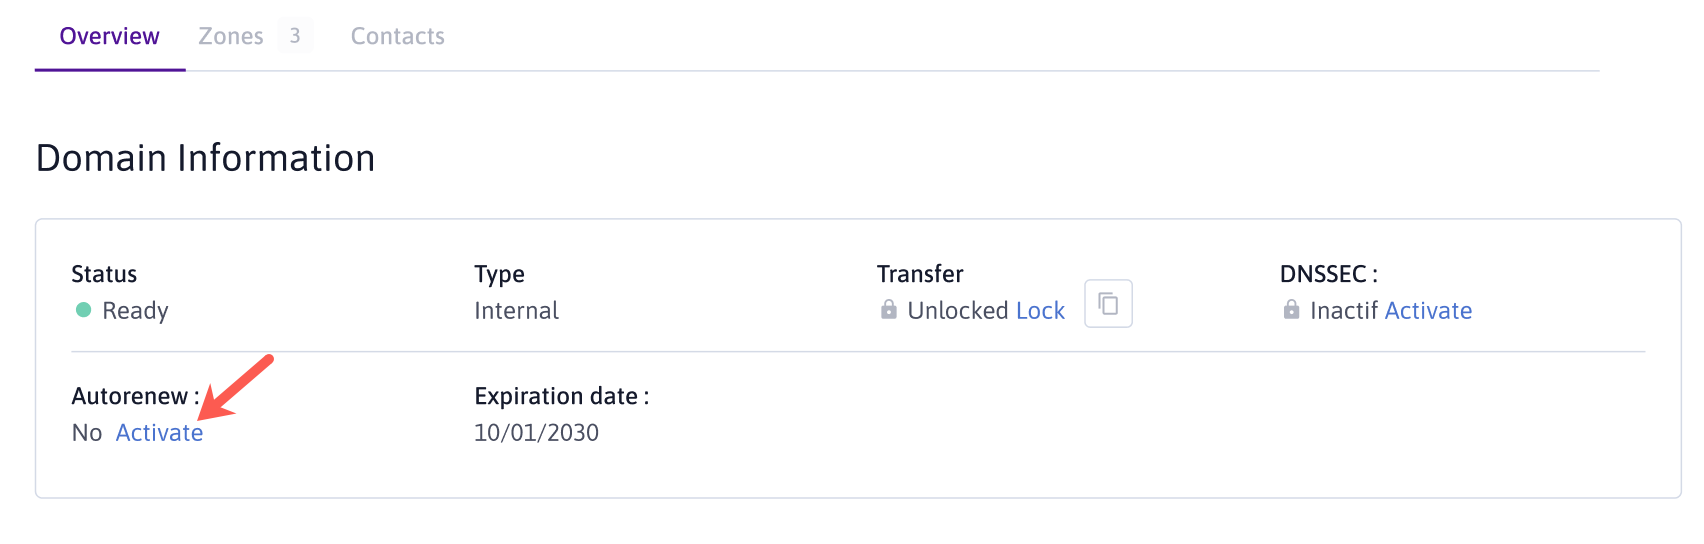 Overview Zones 3 Contacts
Domain Information
Status Type Transfer DNSSEC :
Ready Internal Unlocked Lock Inactif Activate
Autorenew : Expiration date :
No Activate 10/01/2030